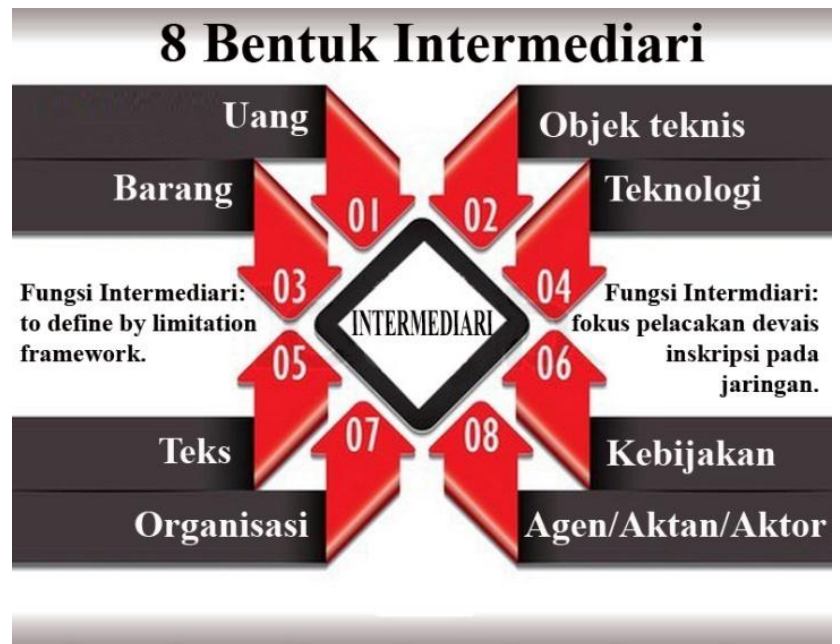 8 Bentuk Intermediari
Uang
01
02
Objek teknis
Barang
03
04
Teknologi
Fungsi Intermediari:
to define by limitation
framework.
INTERMEDIARI
Fungsi Intermdiari:
fokus pelacakan devais
inskripsi pada
jaringan.
Teks
05
06
Kebijakan
Organisasi
07
08
Agen/Aktan/Aktor